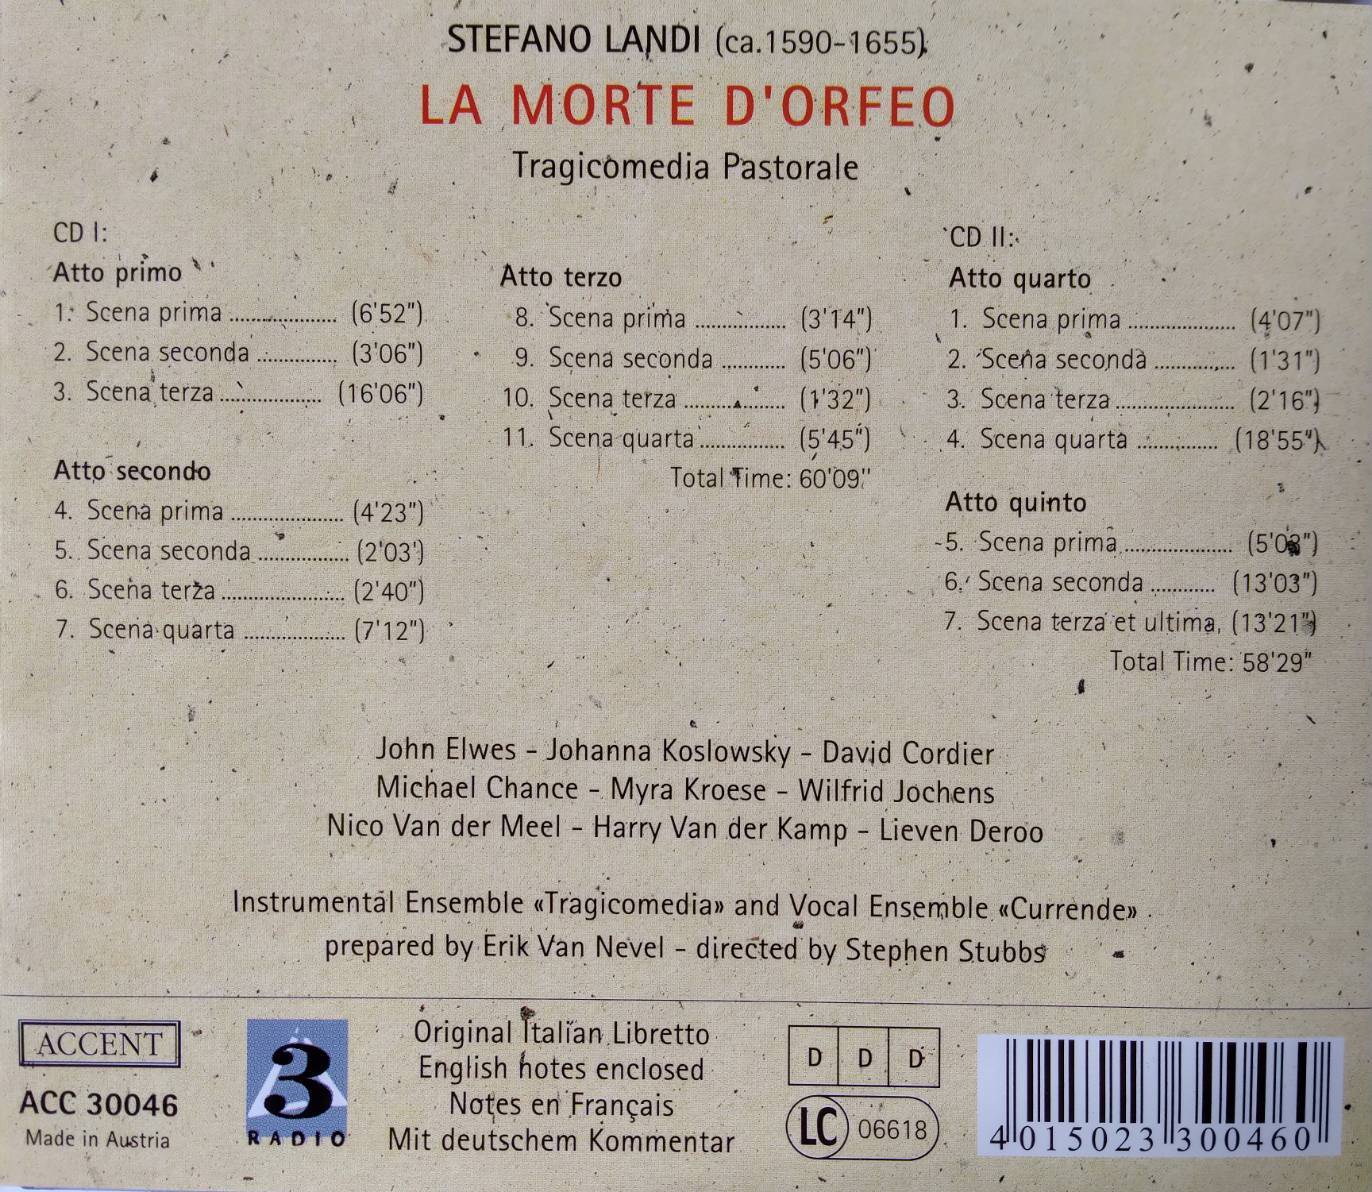 STEFANO LANDI (ca.1590-1655)
LA MORTE D'ORFEO
Tragicomedia Pastorale
CD I:
Atto primo
1. Scena prima ................. (6'52")
2. Scena seconda ............. (3'06")
3. Scena terza ................ (16'06")
Atto secondo
4. Scena prima .................. (4'23")
5. Scena seconda .............. (2'03')
6. Scena terza .................... (2'40")
7. Scena quarta ................ (7'12")
Atto terzo
8. Scena prima ............... (3'14")
9. Scena seconda ........... (5'06")
10. Scena terza ................ (1'32")
11. Scena quarta .............. (5'45")
Total Time: 60'09"
CD II:
Atto quarto
1. Scena prima ................. (4'07")
2. Scena seconda ............. (1'31")
3. Scena terza ................... (2'16")
4. Scena quarta ............. (18'55")
Atto quinto
5. Scena prima ................. (5'03")
6. Scena seconda ........... (13'03")
7. Scena terza et ultima. (13'21")
Total Time: 58'29"
John Elwes - Johanna Koslowsky - David Cordier
Michael Chance - Myra Kroese - Wilfrid Jochens
Nico Van der Meel - Harry Van der Kamp - Lieven Deroo
Instrumental Ensemble «Tragicomedia» and Vocal Ensemble «Currende»
prepared by Erik Van Nevel - directed by Stephen Stubbs
ACCENT
ACC 30046
Made in Austria
3
RADIO
Original Italian Libretto
English notes enclosed
Notes en Français
Mit deutschem Kommentar
D D D
LC 06618
4 015023 300460